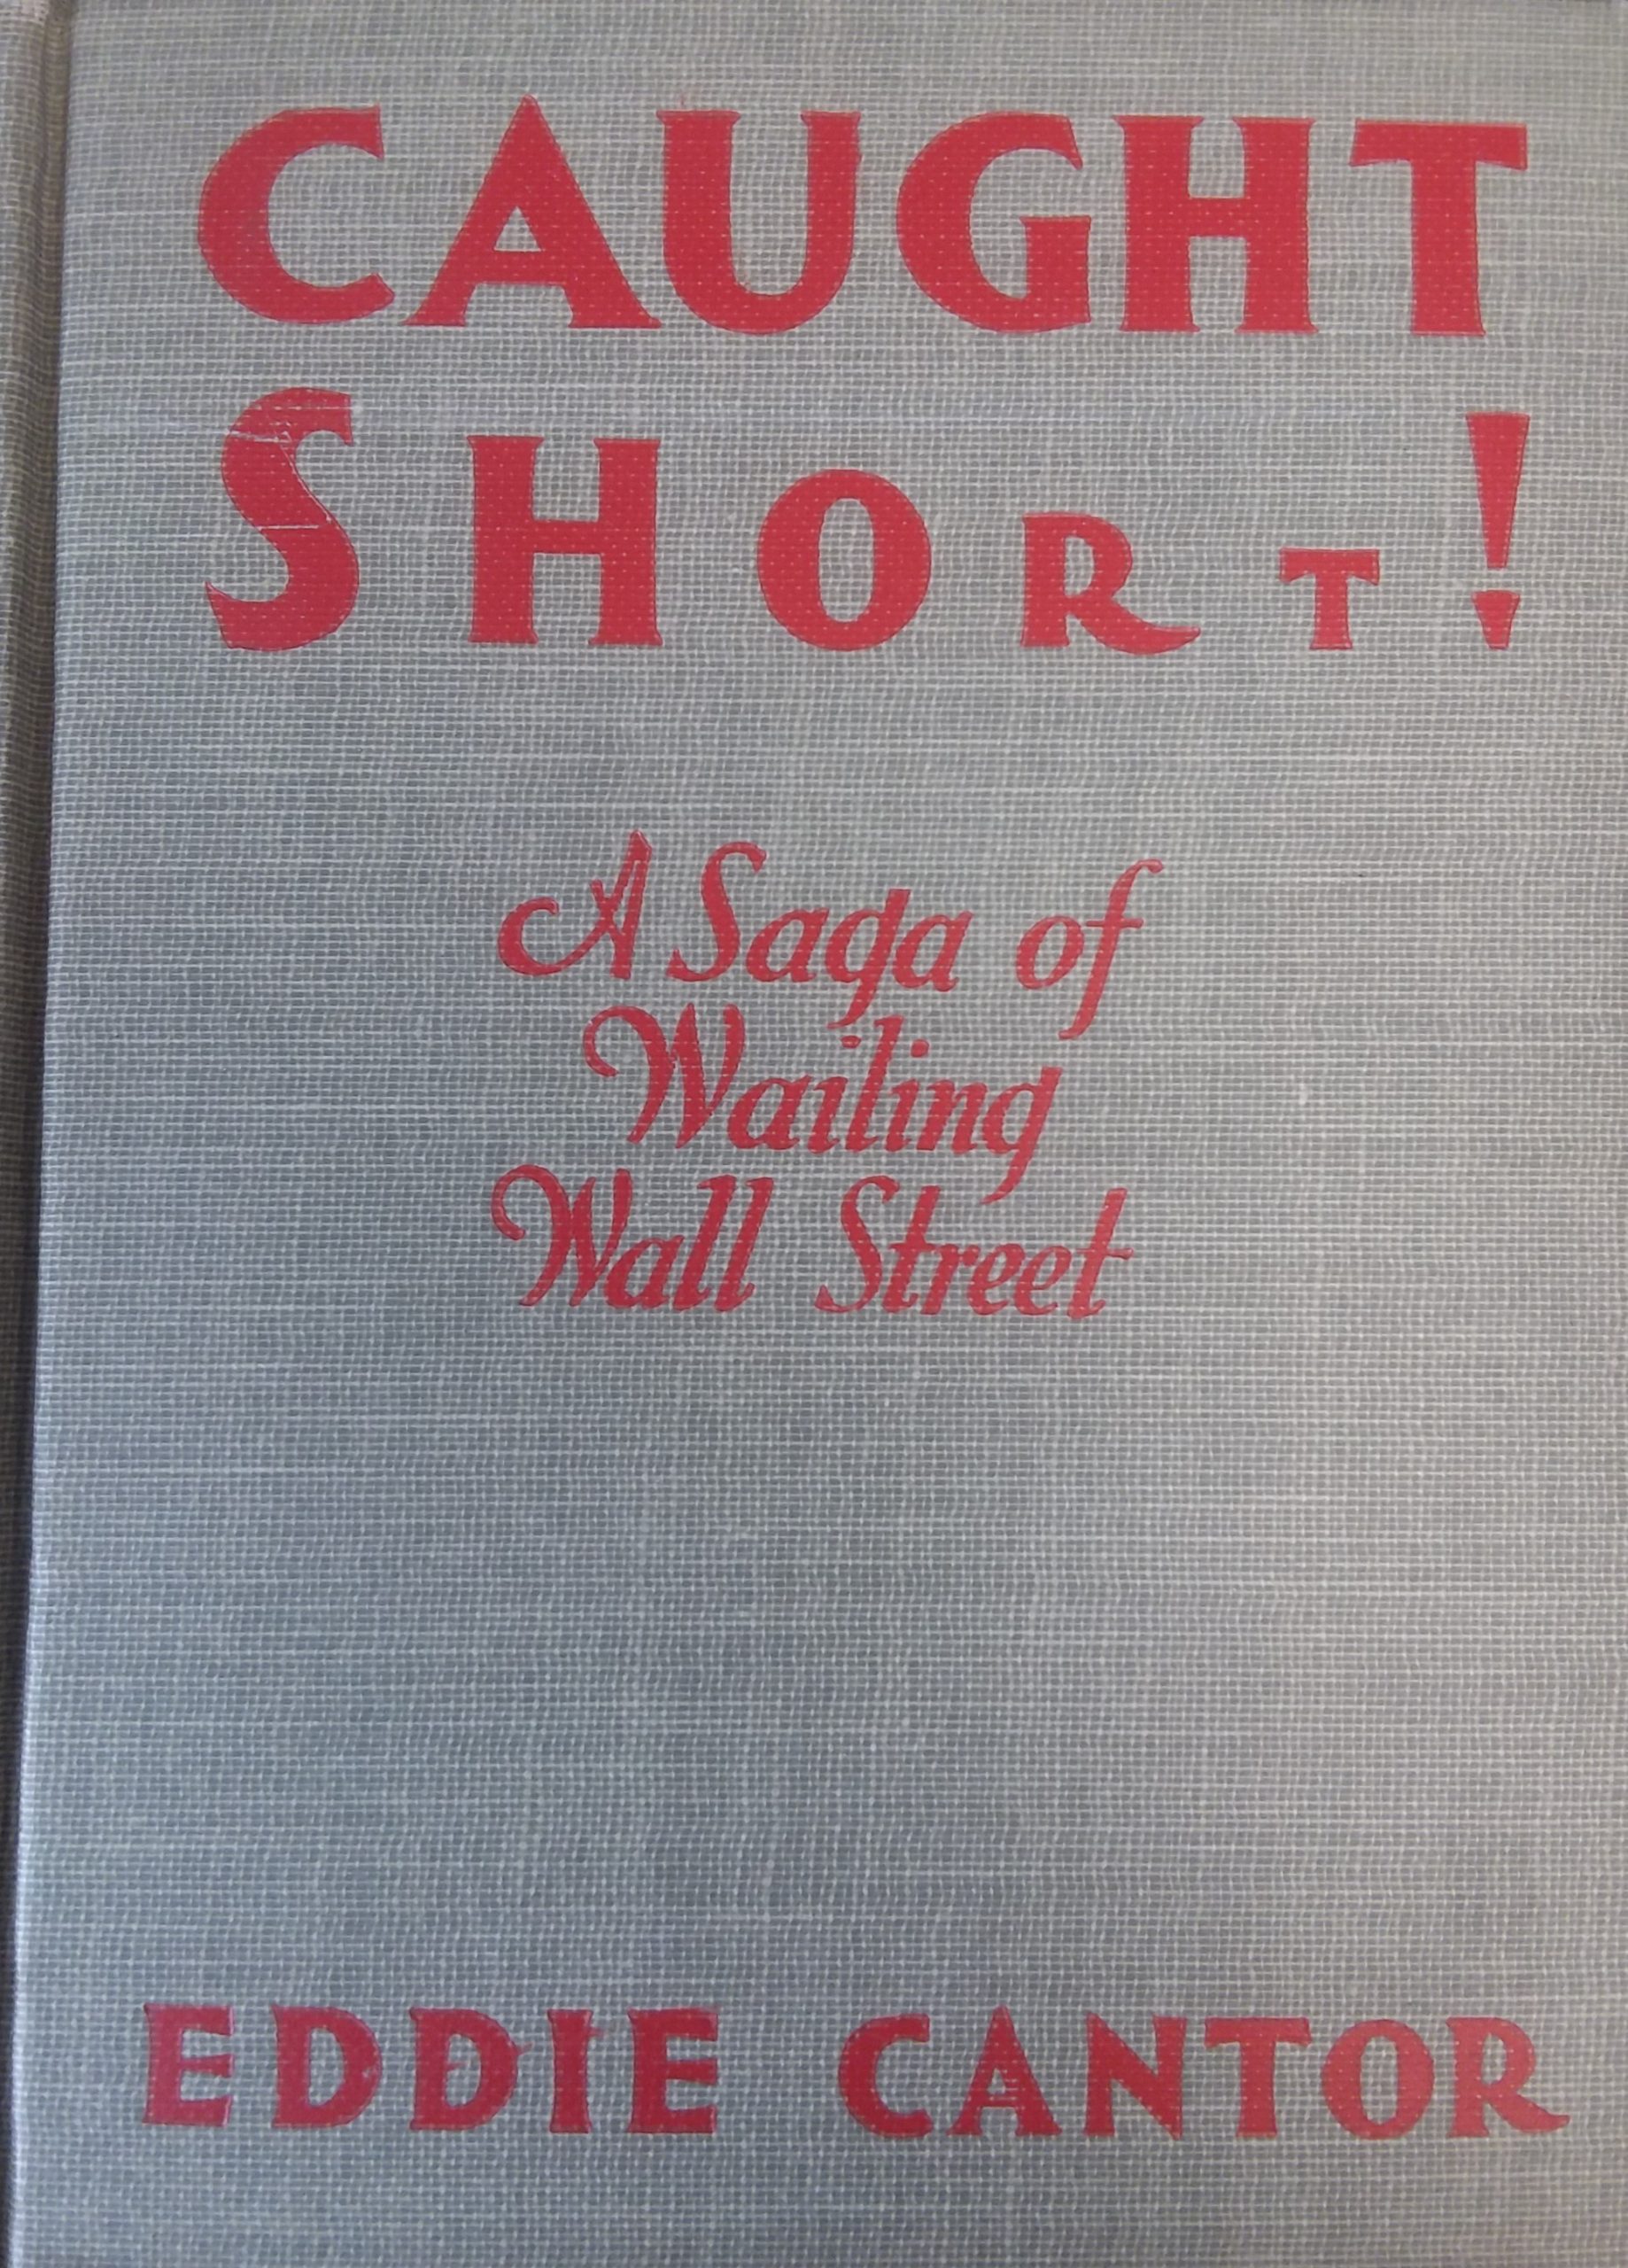 CAUGHT
SHORT!
A Saga of
Wailing
Wall Street
EDDIE CANTOR